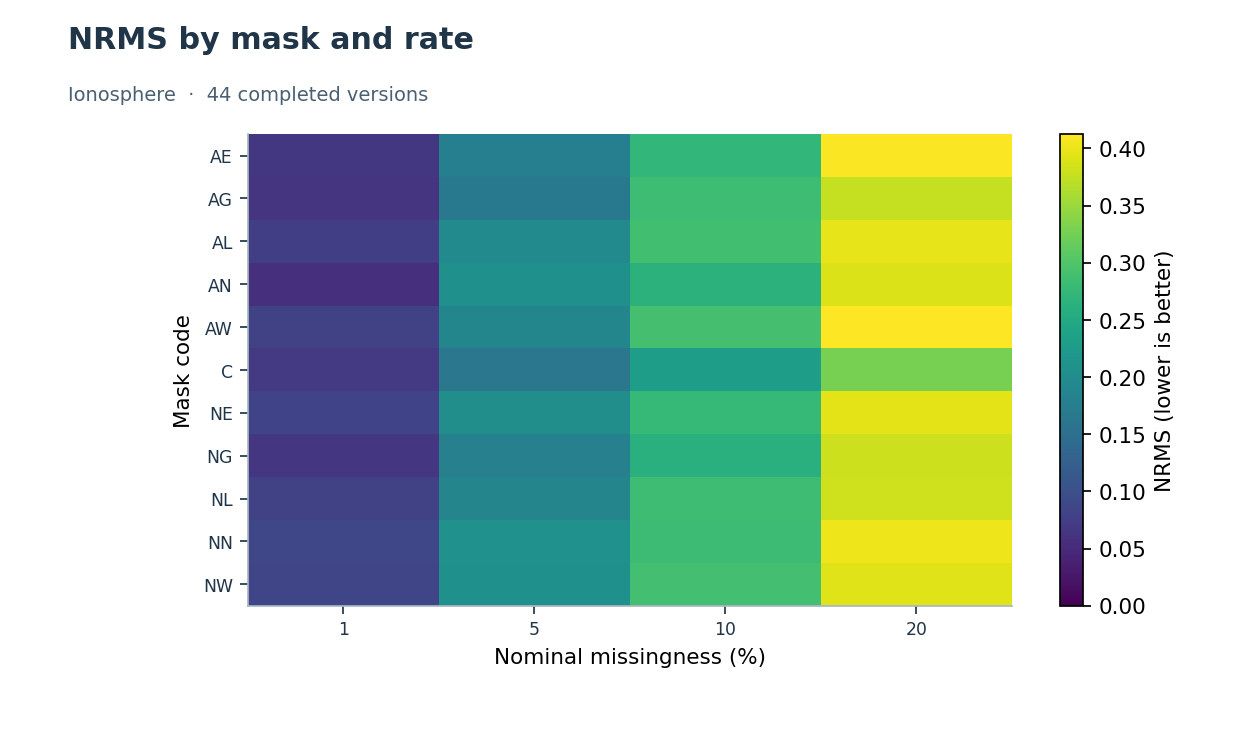 NRMS by mask and rate
Ionosphere · 44 completed versions
AE
AG
AL
AN
AW
C
NE
NG
NL
NN
NW
Mask code
1 5 10 20
Nominal missingness (%)
0.40
0.35
0.30
0.25
0.20
0.15
0.10
0.05
0.00
NRMS (lower is better)